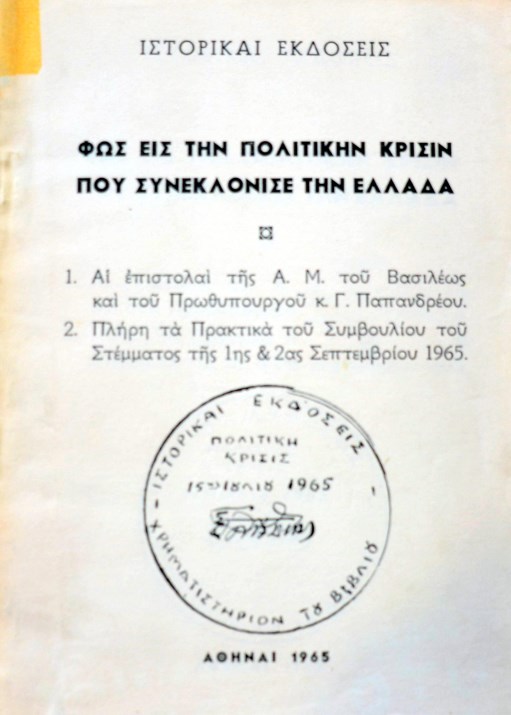 ΙΣΤΟΡΙΚΑΙ ΕΚΔΟΣΕΙΣ
ΦΩΣ ΕΙΣ ΤΗΝ ΠΟΛΙΤΙΚΗΝ ΚΡΙΣΙΝ
ΠΟΥ ΣΥΝΕΚΛΟΝΙΣΕ ΤΗΝ ΕΛΛΑΔΑ
1. Αἱ ἐπιστολαὶ τῆς Α. Μ. τοῦ Βασιλέως
καὶ τοῦ Πρωθυπουργοῦ κ. Γ. Παπανδρέου.
2. Πλήρη τὰ Πρακτικὰ τοῦ Συμβουλίου τοῦ
Στέμματος τῆς 1ης & 2ας Σεπτεμβρίου 1965.
– ΙΣΤΟΡΙΚΑΙ ΕΚΔΟΣΕΙΣ –
ΠΟΛΙΤΙΚΗ
ΚΡΙΣΙΣ
ΙΟΥΛΙΟΥ 1965
ΧΡΗΜΑΤΙΣΤΗΡΙΟΝ ΤΟΥ ΒΙΒΛΙΟΥ
ΑΘΗΝΑΙ 1965